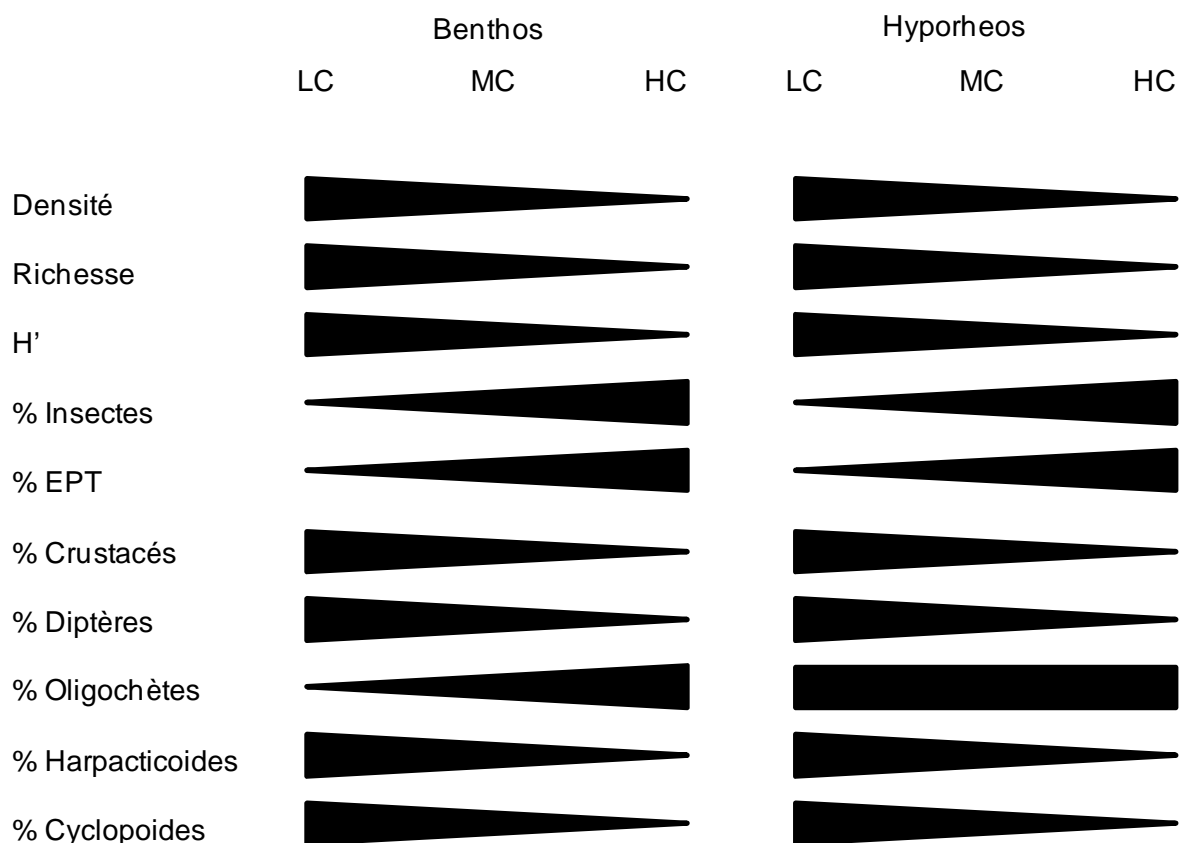 Benthos Hyporheos
LC MC HC LC MC HC
Densité
Richesse
H’
% Insectes
% EPT
% Crustacés
% Diptères
% Oligochètes
% Harpacticoides
% Cyclopoides